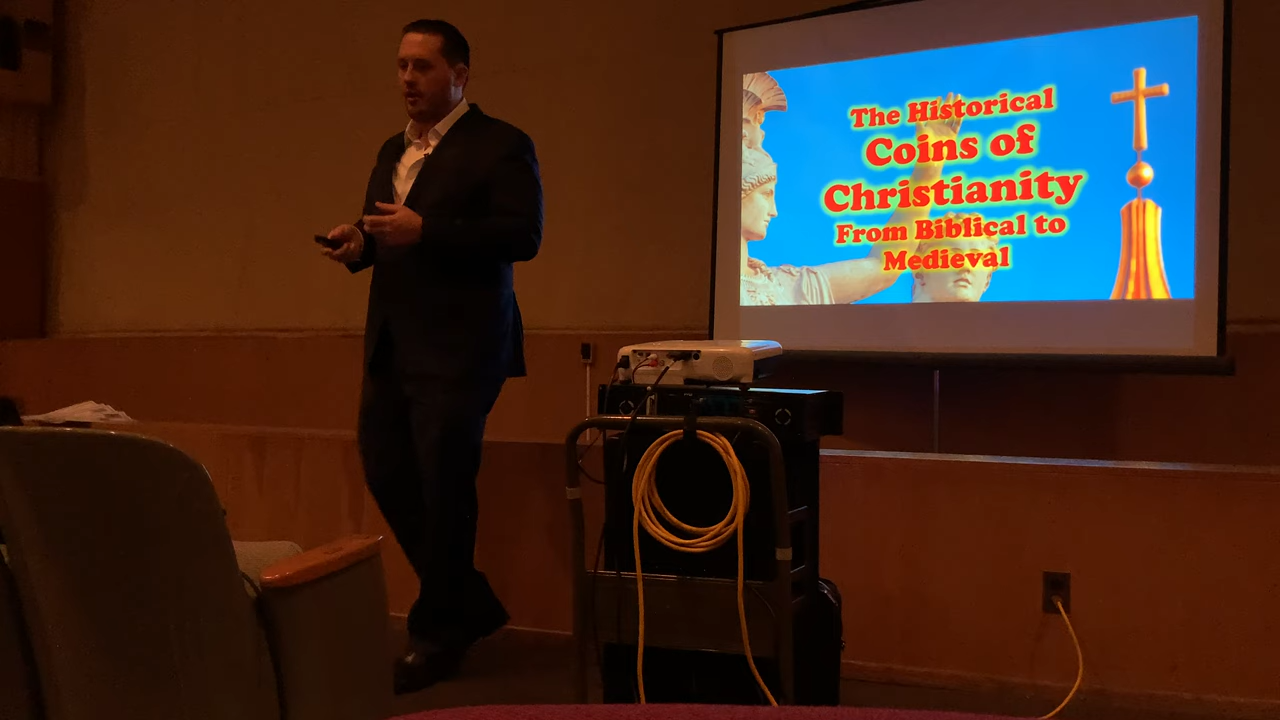 The Historical
Coins of
Christianity
From Biblical to
Medieval